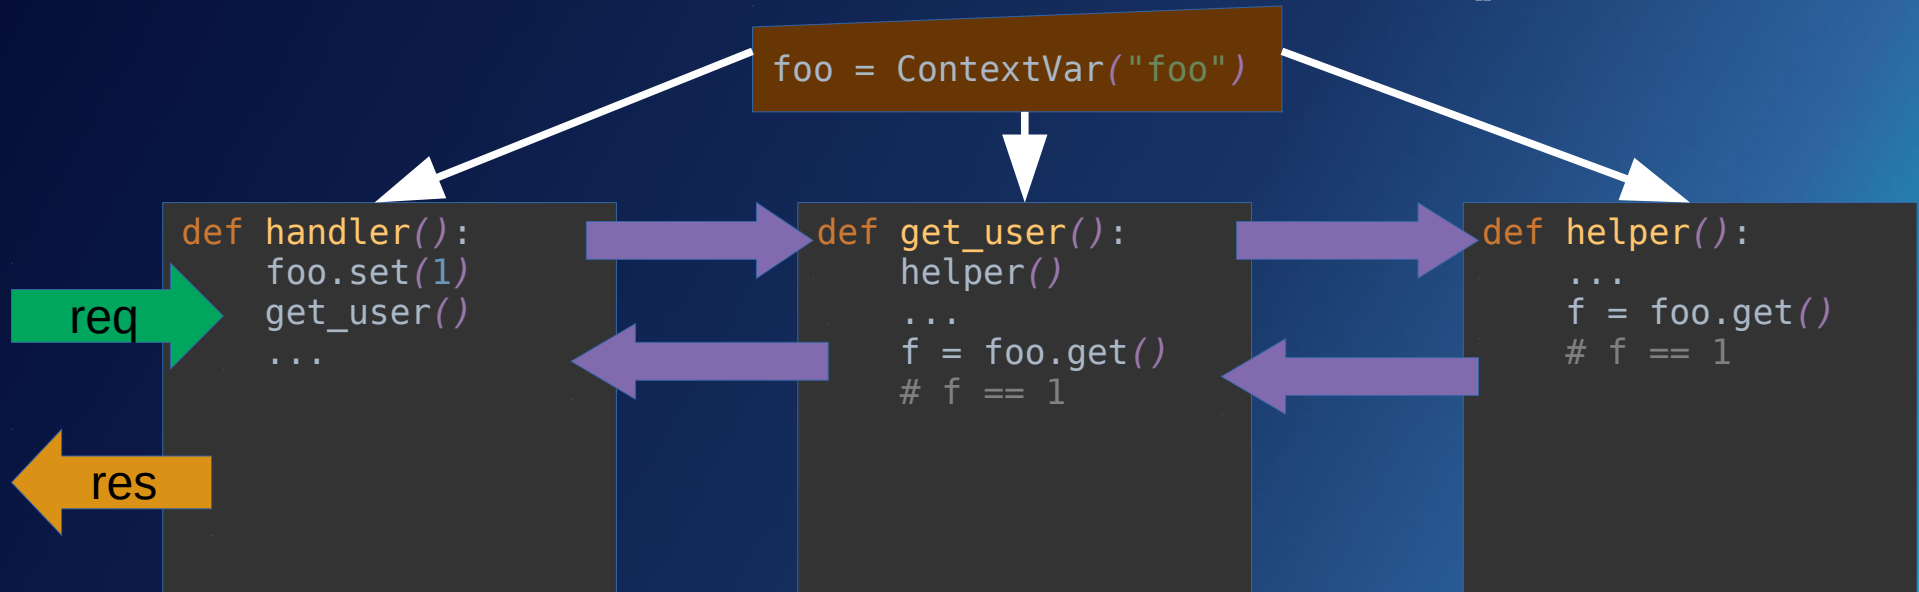 foo = ContextVar("foo")
def handler():
    foo.set(1)
    get_user()
    ...
req
res
def get_user():
    helper()
    ...
    f = foo.get()
    # f == 1
def helper():
    ...
    f = foo.get()
    # f == 1